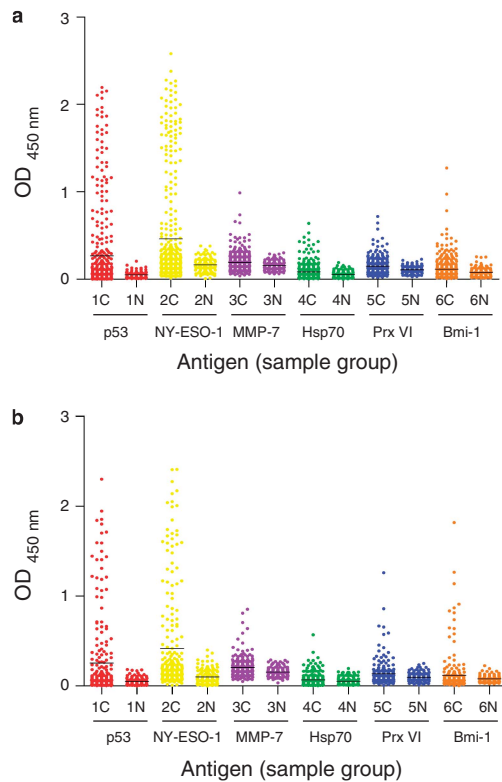 a
3
2
1
0
OD 450 nm
1C 1N 2C 2N 3C 3N 4C 4N 5C 5N 6C 6N
p53 NY-ESO-1 MMP-7 Hsp70 Prx VI Bmi-1
Antigen (sample group)
b
3
2
1
0
OD 450 nm
1C 1N 2C 2N 3C 3N 4C 4N 5C 5N 6C 6N
p53 NY-ESO-1 MMP-7 Hsp70 Prx VI Bmi-1
Antigen (sample group)